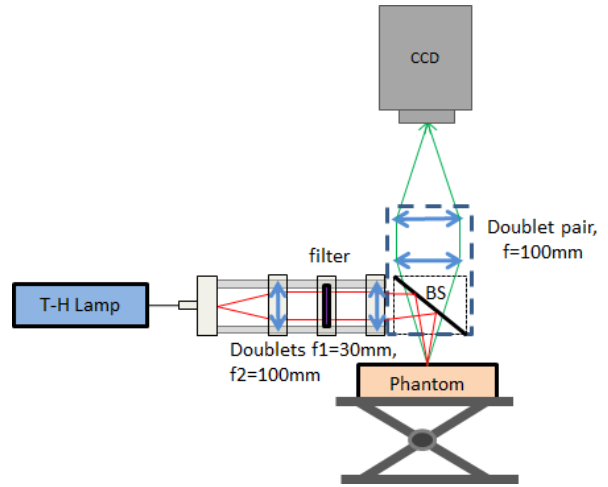 CCD
Doublet pair,
f=100mm
filter
BS
T-H Lamp
Doublets f1=30mm,
f2=100mm
Phantom